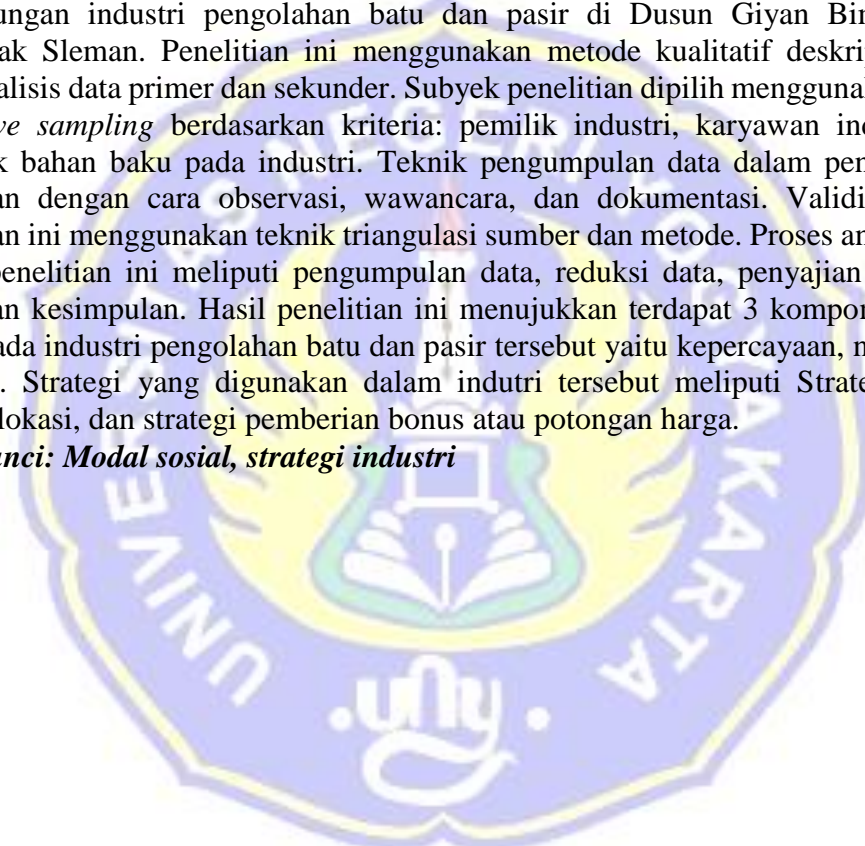 ungan industri pengolahan batu dan pasir di Dusun Giyan Bin
ak Sleman. Penelitian ini menggunakan metode kualitatif deskri
alisis data primer dan sekunder. Subyek penelitian dipilih mengguna
ve sampling berdasarkan kriteria: pemilik industri, karyawan in
k bahan baku pada industri. Teknik pengumpulan data dalam pen
an dengan cara observasi, wawancara, dan dokumentasi. Validi
an ini menggunakan teknik triangulasi sumber dan metode. Proses an
penelitian ini meliputi pengumpulan data, reduksi data, penyajian
an kesimpulan. Hasil penelitian ini menujukkan terdapat 3 kompo
ada industri pengolahan batu dan pasir tersebut yaitu kepercayaan, n
. Strategi yang digunakan dalam indutri tersebut meliputi Strate
lokasi, dan strategi pemberian bonus atau potongan harga.
unci: Modal sosial, strategi industri
UNIVERSITAS NEGERI YOGYAKARTA
uny